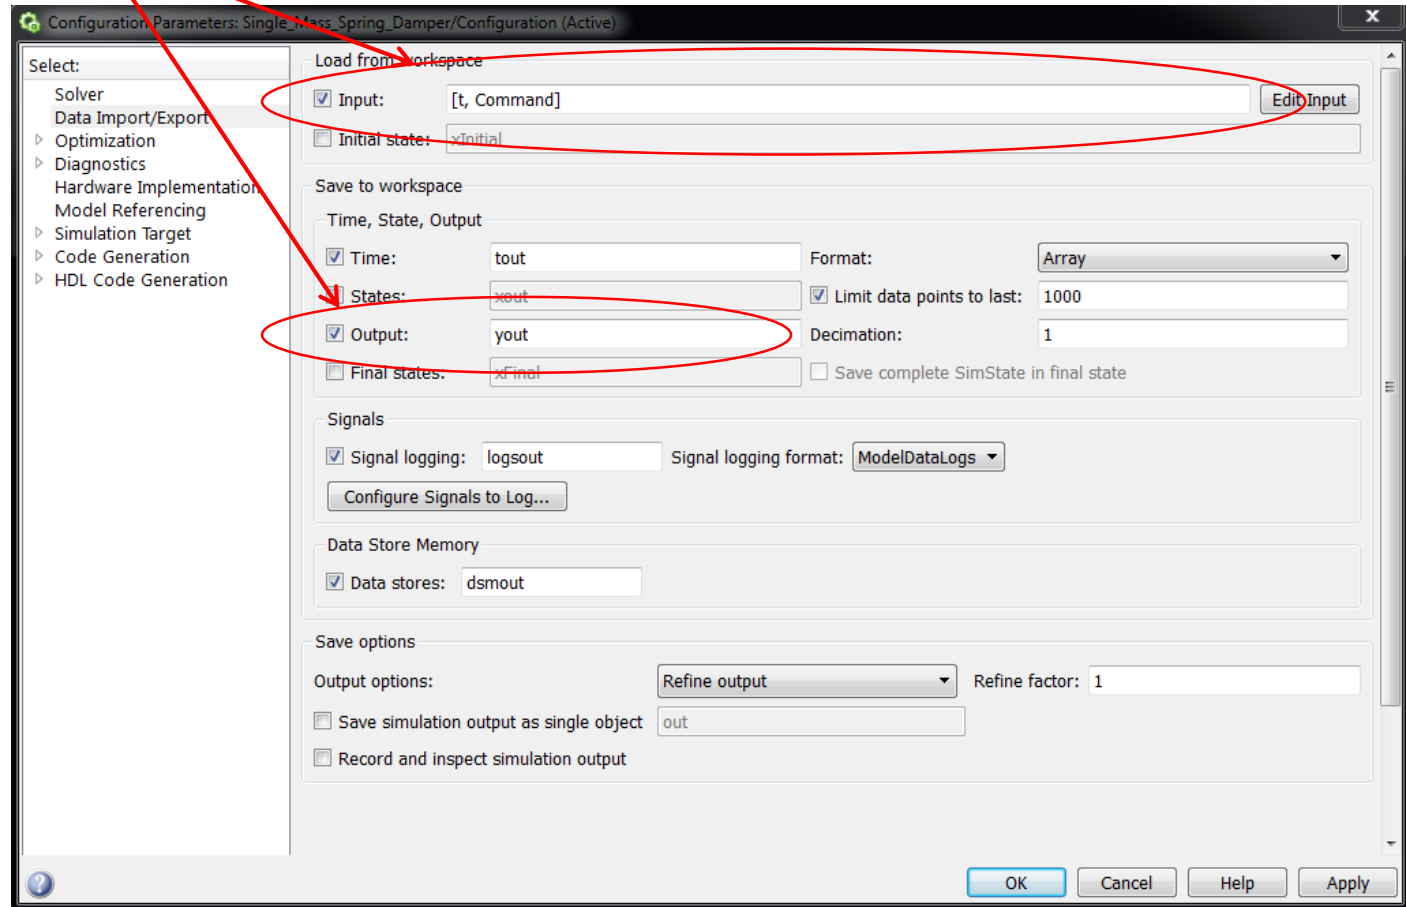 Configuration Parameters: Single_Mass_Spring_Damper/Configuration (Active)
x
Select:
Solver
Data Import/Export
Optimization
Diagnostics
Hardware Implementation
Model Referencing
Simulation Target
Code Generation
HDL Code Generation
Load from workspace
Input: [t, Command] Edit Input
Initial state: xInitial
Save to workspace
Time, State, Output
Time: tout Format: Array
States: xout Limit data points to last: 1000
Output: yout Decimation: 1
Final states: xFinal Save complete SimState in final state
Signals
Signal logging: logsout Signal logging format: ModelDataLogs
Configure Signals to Log...
Data Store Memory
Data stores: dsmout
Save options
Output options: Refine output Refine factor: 1
Save simulation output as single object out
Record and inspect simulation output
? OK Cancel Help Apply